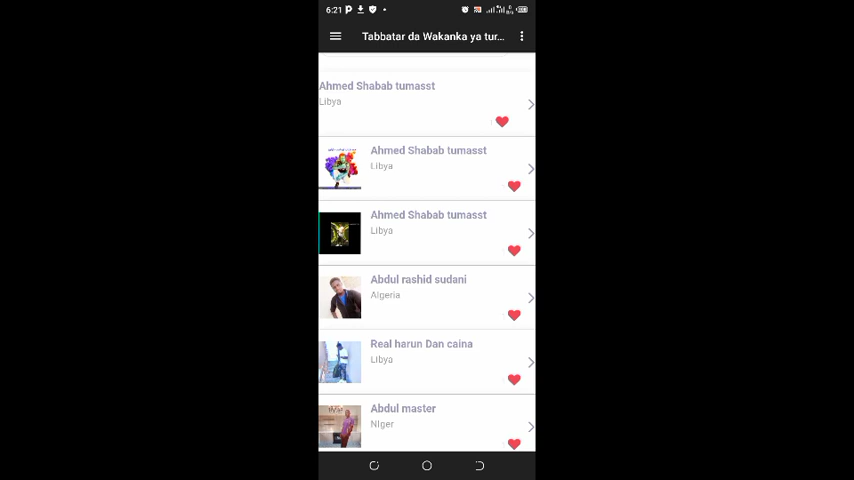 6:21
Tabbatar da Wakanka ya tur...
Ahmed Shabab tumasst
Libya
Ahmed Shabab tumasst
Libya
Ahmed Shabab tumasst
Libya
Abdul rashid sudani
Algeria
Real harun Dan caina
Libya
Abdul master
Niger